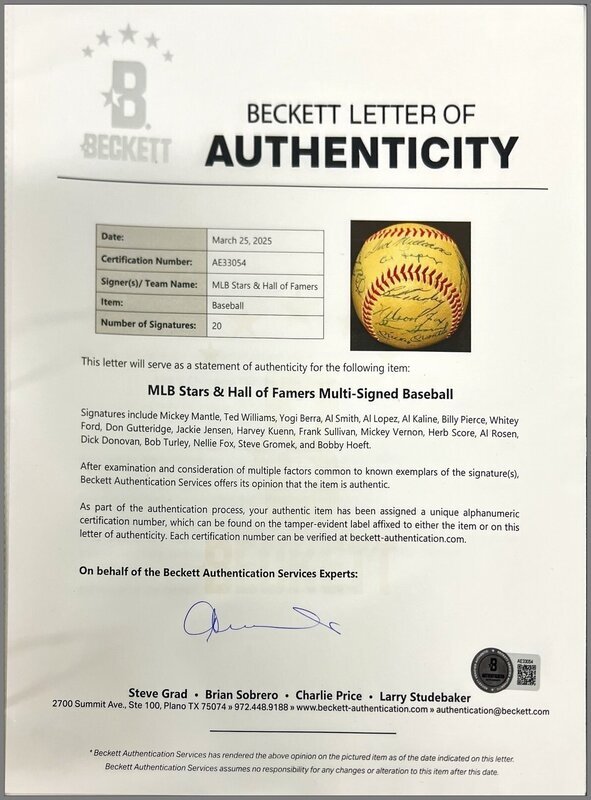 B
BECKETT
BECKETT LETTER OF
AUTHENTICITY
Date: March 25, 2025
Certification Number: AE33054
Signer(s)/ Team Name: MLB Stars & Hall of Famers
Item: Baseball
Number of Signatures: 20
This letter will serve as a statement of authenticity for the following item:
MLB Stars & Hall of Famers Multi-Signed Baseball
Signatures include Mickey Mantle, Ted Williams, Yogi Berra, Al Smith, Al Lopez, Al Kaline, Billy Pierce, Whitey
Ford, Don Gutteridge, Jackie Jensen, Harvey Kuenn, Frank Sullivan, Mickey Vernon, Herb Score, Al Rosen,
Dick Donovan, Bob Turley, Nellie Fox, Steve Gromek, and Bobby Hoeft.
After examination and consideration of multiple factors common to known exemplars of the signature(s),
Beckett Authentication Services offers its opinion that the item is authentic.
As part of the authentication process, your authentic item has been assigned a unique alphanumeric
certification number, which can be found on the tamper-evident label affixed to either the item or on this
letter of authenticity. Each certification number can be verified at beckett-authentication.com.
On behalf of the Beckett Authentication Services Experts:
AE33054
Steve Grad • Brian Sobrero • Charlie Price • Larry Studebaker
2700 Summit Ave., Ste 100, Plano TX 75074 » 972.448.9188 » www.beckett-authentication.com » authentication@beckett.com
* Beckett Authentication Services has rendered the above opinion on the pictured item as of the date indicated on this letter.
Beckett Authentication Services assumes no responsibility for any changes or alteration to this item after this date.